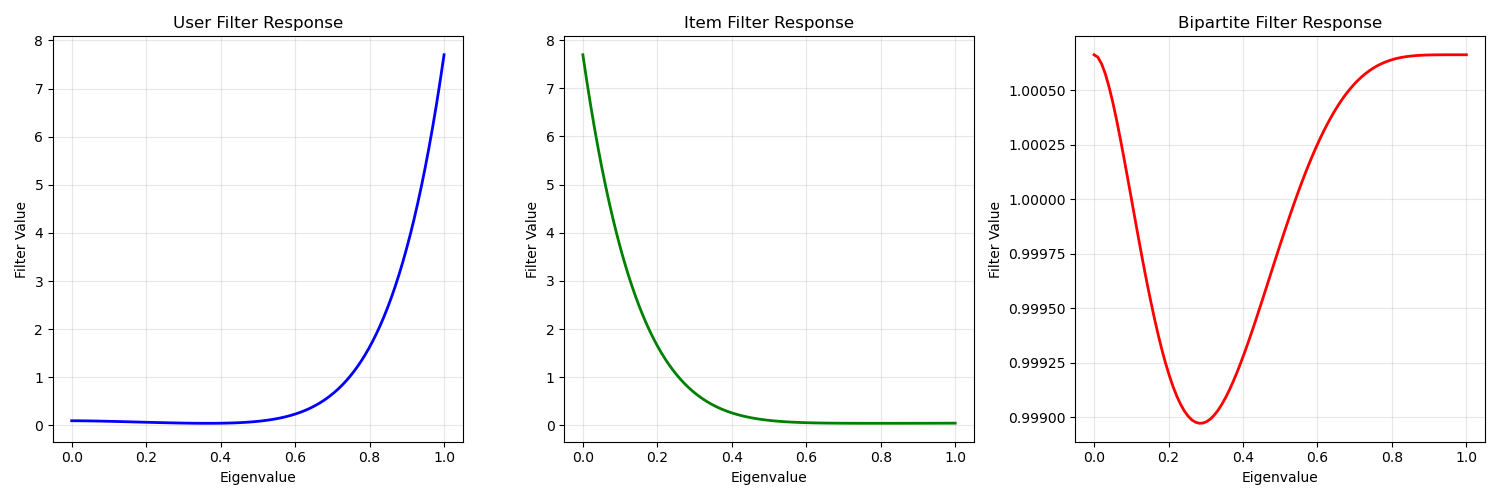 User Filter Response
8
7
6
5
4
3
2
1
0
Filter Value
0.0 0.2 0.4 0.6 0.8 1.0
Eigenvalue
Item Filter Response
8
7
6
5
4
3
2
1
0
Filter Value
0.0 0.2 0.4 0.6 0.8 1.0
Eigenvalue
Bipartite Filter Response
1.00050
1.00025
1.00000
0.99975
0.99950
0.99925
0.99900
Filter Value
0.0 0.2 0.4 0.6 0.8 1.0
Eigenvalue